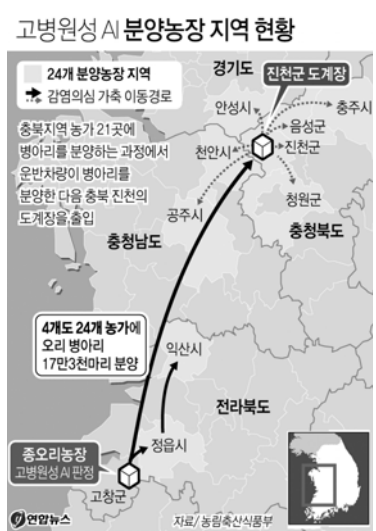 고병원성 AI 분양농장 지역 현황
24개 분양농장 지역
감염의심 가축 이동경로
충북지역 농가 21곳에
병아리를 분양하는 과정에서
운반차량이 병아리를
분양한 다음 충북 진천의
도계장을 출입
경기도
진천군 도계장
안성시
충주시
음성군
천안시
진천군
청원군
공주시
충청남도
충청북도
4개도 24개 농가에
오리 병아리
17만3천마리 분양
익산시
전라북도
종오리농장
고병원성 AI 판정
정읍시
고창군
연합뉴스
자료/ 농림축산식품부